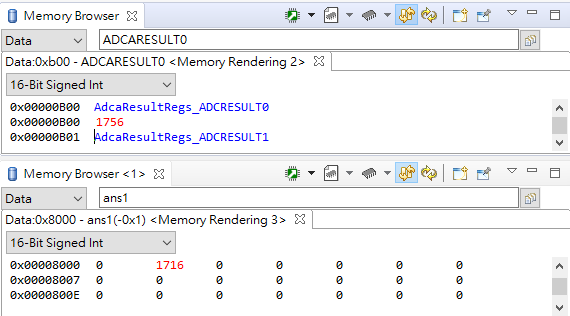 Memory Browser
Data ADCARESULT0
Data:0xb00 - ADCARESULT0 <Memory Rendering 2>
16-Bit Signed Int
0x00000B00 AdcaResultRegs_ADCRESULT0
0x00000B00 1756
0x00000B01 AdcaResultRegs_ADCRESULT1
Memory Browser <1>
Data ans1
Data:0x8000 - ans1(-0x1) <Memory Rendering 3>
16-Bit Signed Int
0x00008000 0 1716 0 0 0 0 0
0x00008007 0 0 0 0 0 0 0
0x0000800E 0 0 0 0 0 0 0